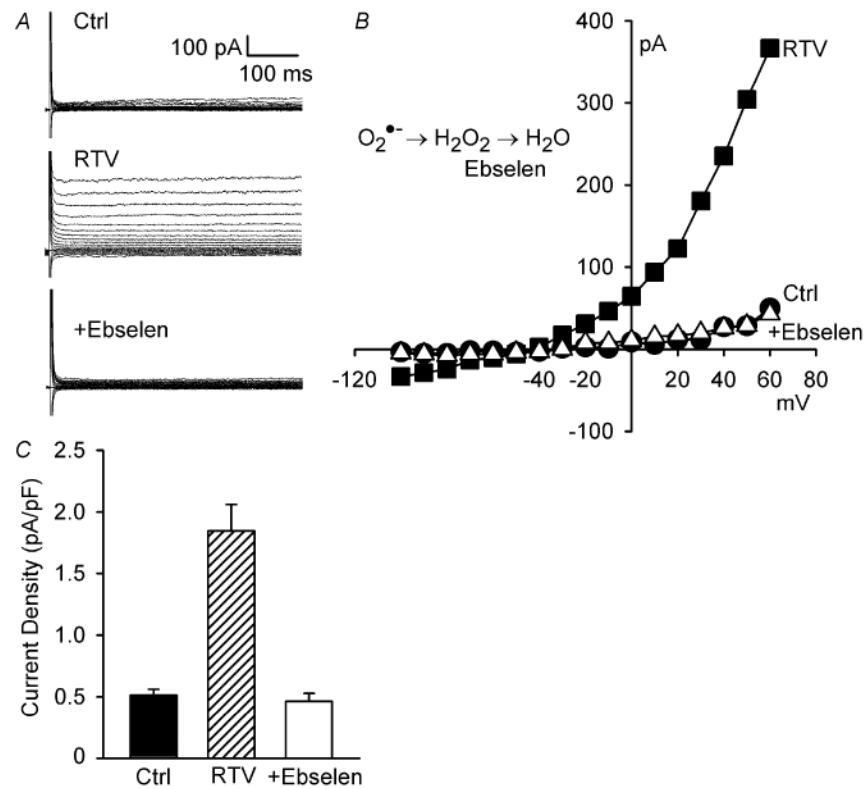 A
Ctrl
100 pA
100 ms
RTV
+Ebselen
B
400
pA
RTV
300
O₂•⁻ → H₂O₂ → H₂O
Ebselen
200
100
Ctrl
+Ebselen
-120
-40
-20
20
40
60
80
mV
-100
C
Current Density (pA/pF)
2.5
2.0
1.5
1.0
0.5
0
Ctrl
RTV
+Ebselen